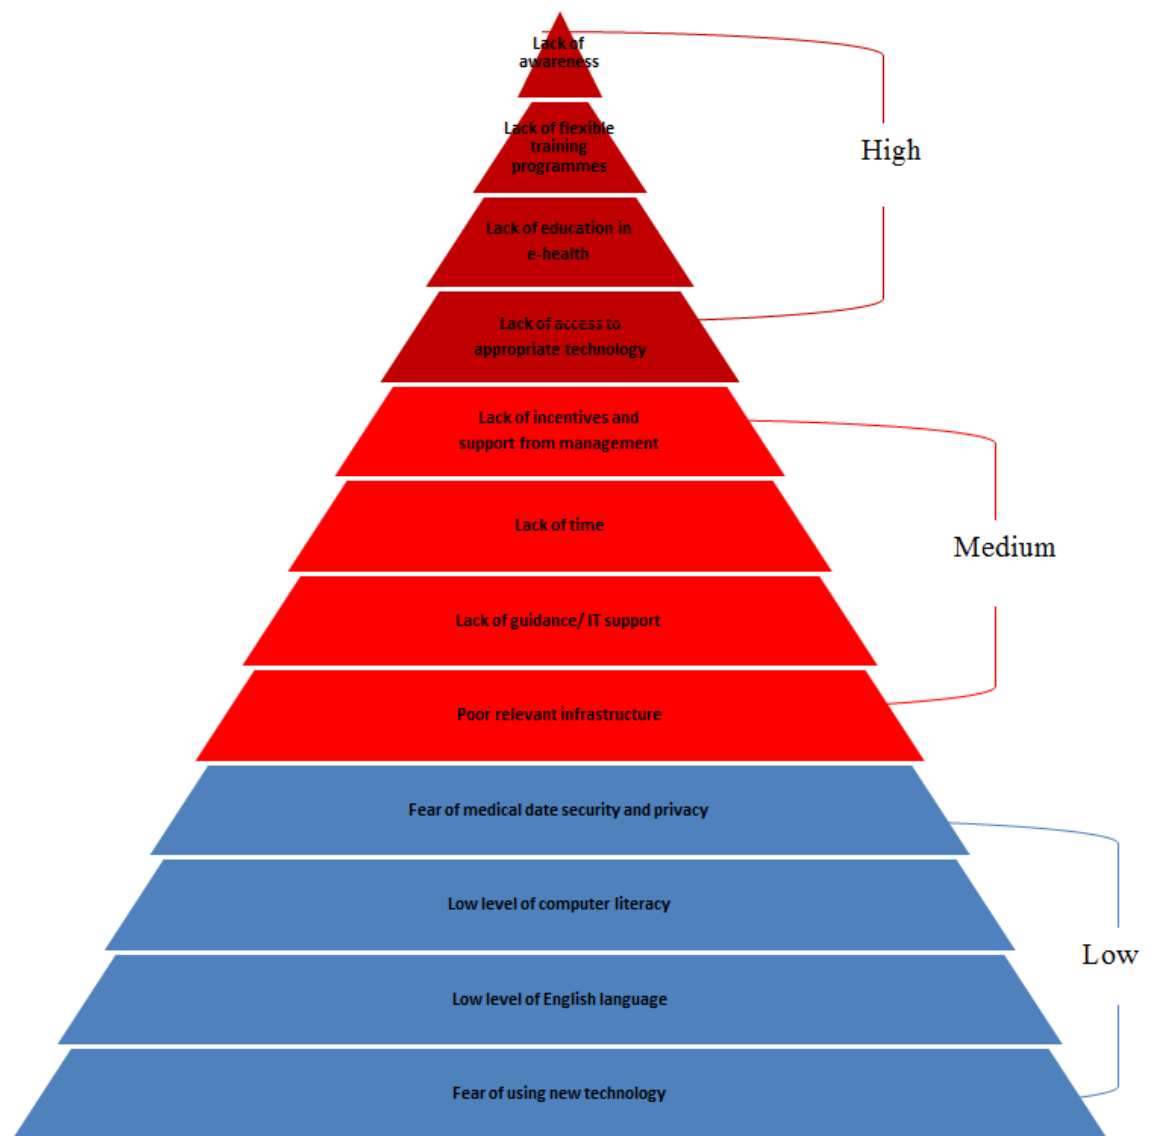 Lack of
awareness
High
Lack of flexible
training
programmes
Lack of education in
e-health
Lack of access to
appropriate technology
Lack of incentives and
support from management
Lack of time
Medium
Lack of guidance/ IT support
Poor relevant infrastructure
Fear of medical date security and privacy
Low level of computer literacy
Low
Low level of English language
Fear of using new technology